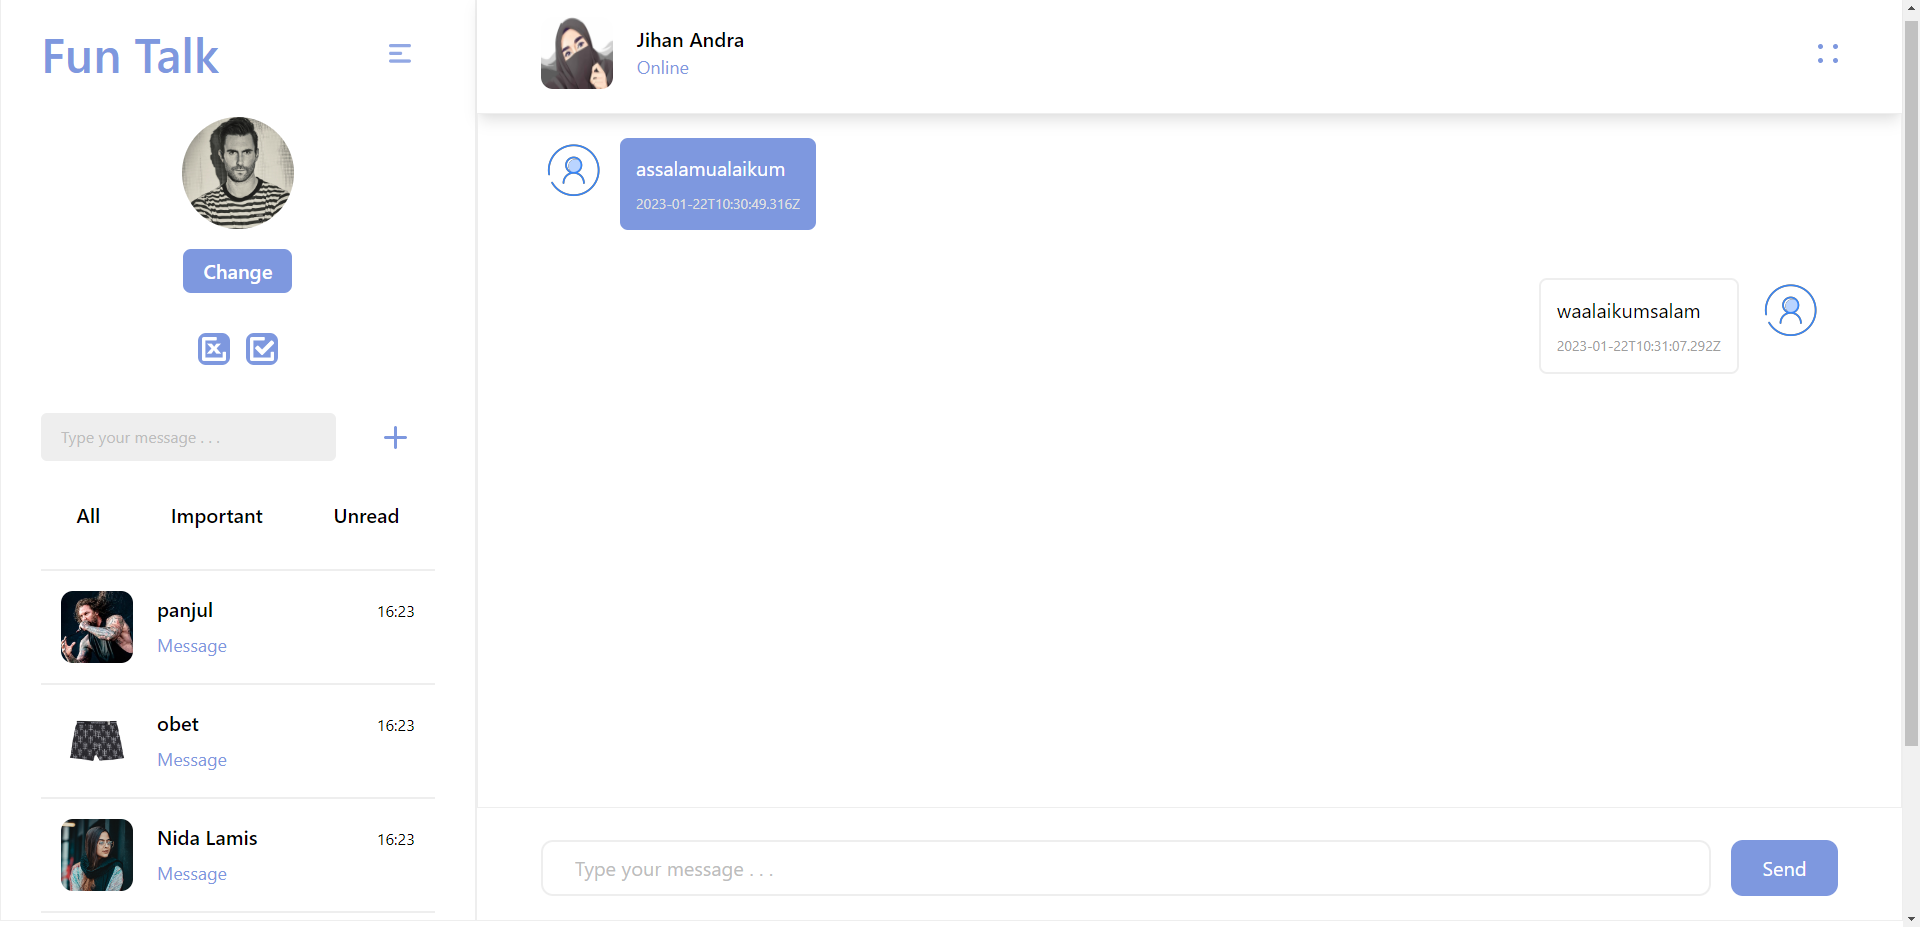 Fun Talk
Change
Type your message . . .
All Important Unread
panjul 16:23
Message
obet 16:23
Message
Nida Lamis 16:23
Message
Jihan Andra
Online
assalamualaikum
2023-01-22T10:30:49.316Z
waalaikumsalam
2023-01-22T10:31:07.292Z
Type your message . . .
Send